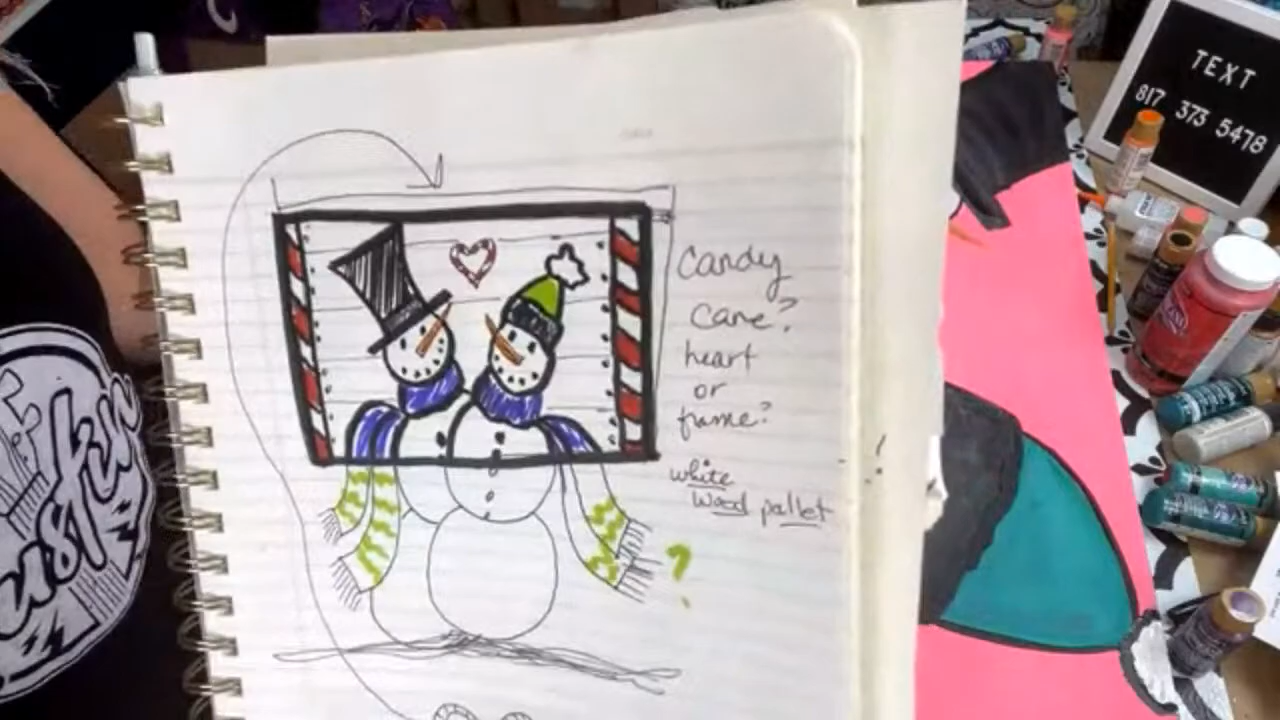 TEXT
817 373 5478
candy
cane?
heart
or
frame?
white
wood pallet
?
!